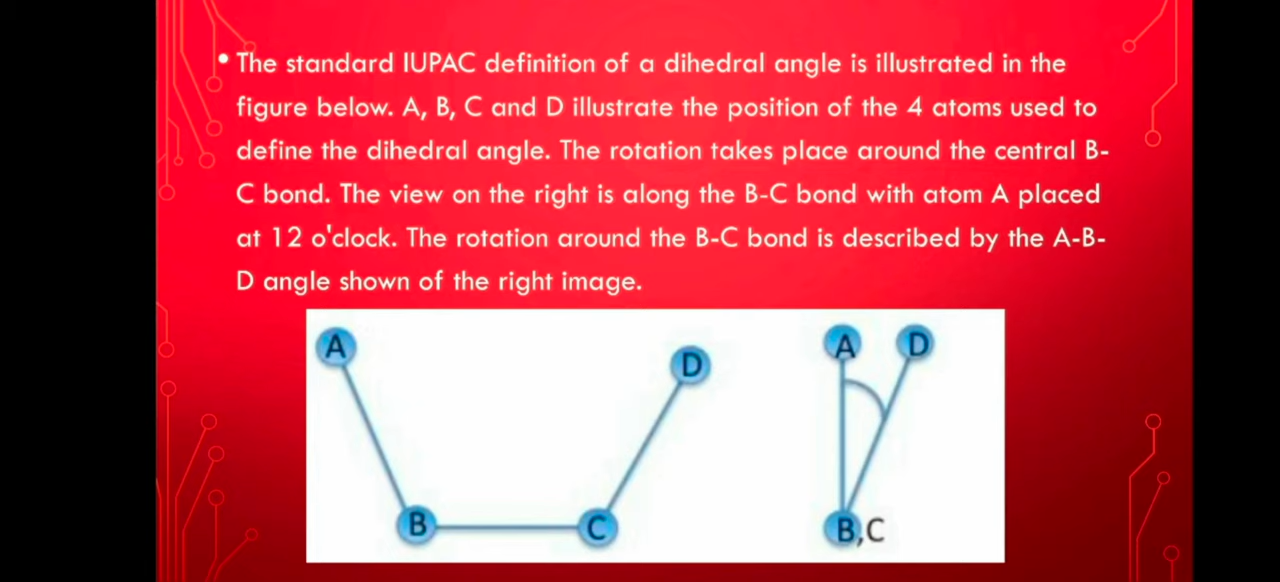 • The standard IUPAC definition of a dihedral angle is illustrated in the
figure below. A, B, C and D illustrate the position of the 4 atoms used to
define the dihedral angle. The rotation takes place around the central B-
C bond. The view on the right is along the B-C bond with atom A placed
at 12 o'clock. The rotation around the B-C bond is described by the A-B-
D angle shown of the right image.
A
D
B
C
A
D
B,C